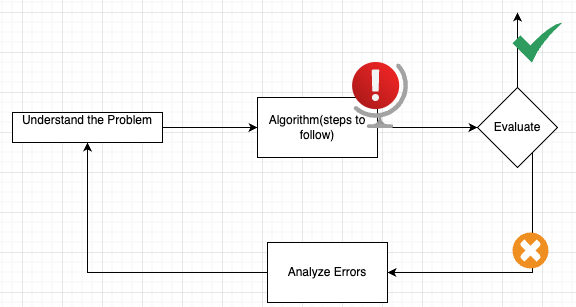 Understand the Problem
Algorithm(steps to
follow)
Evaluate
Analyze Errors